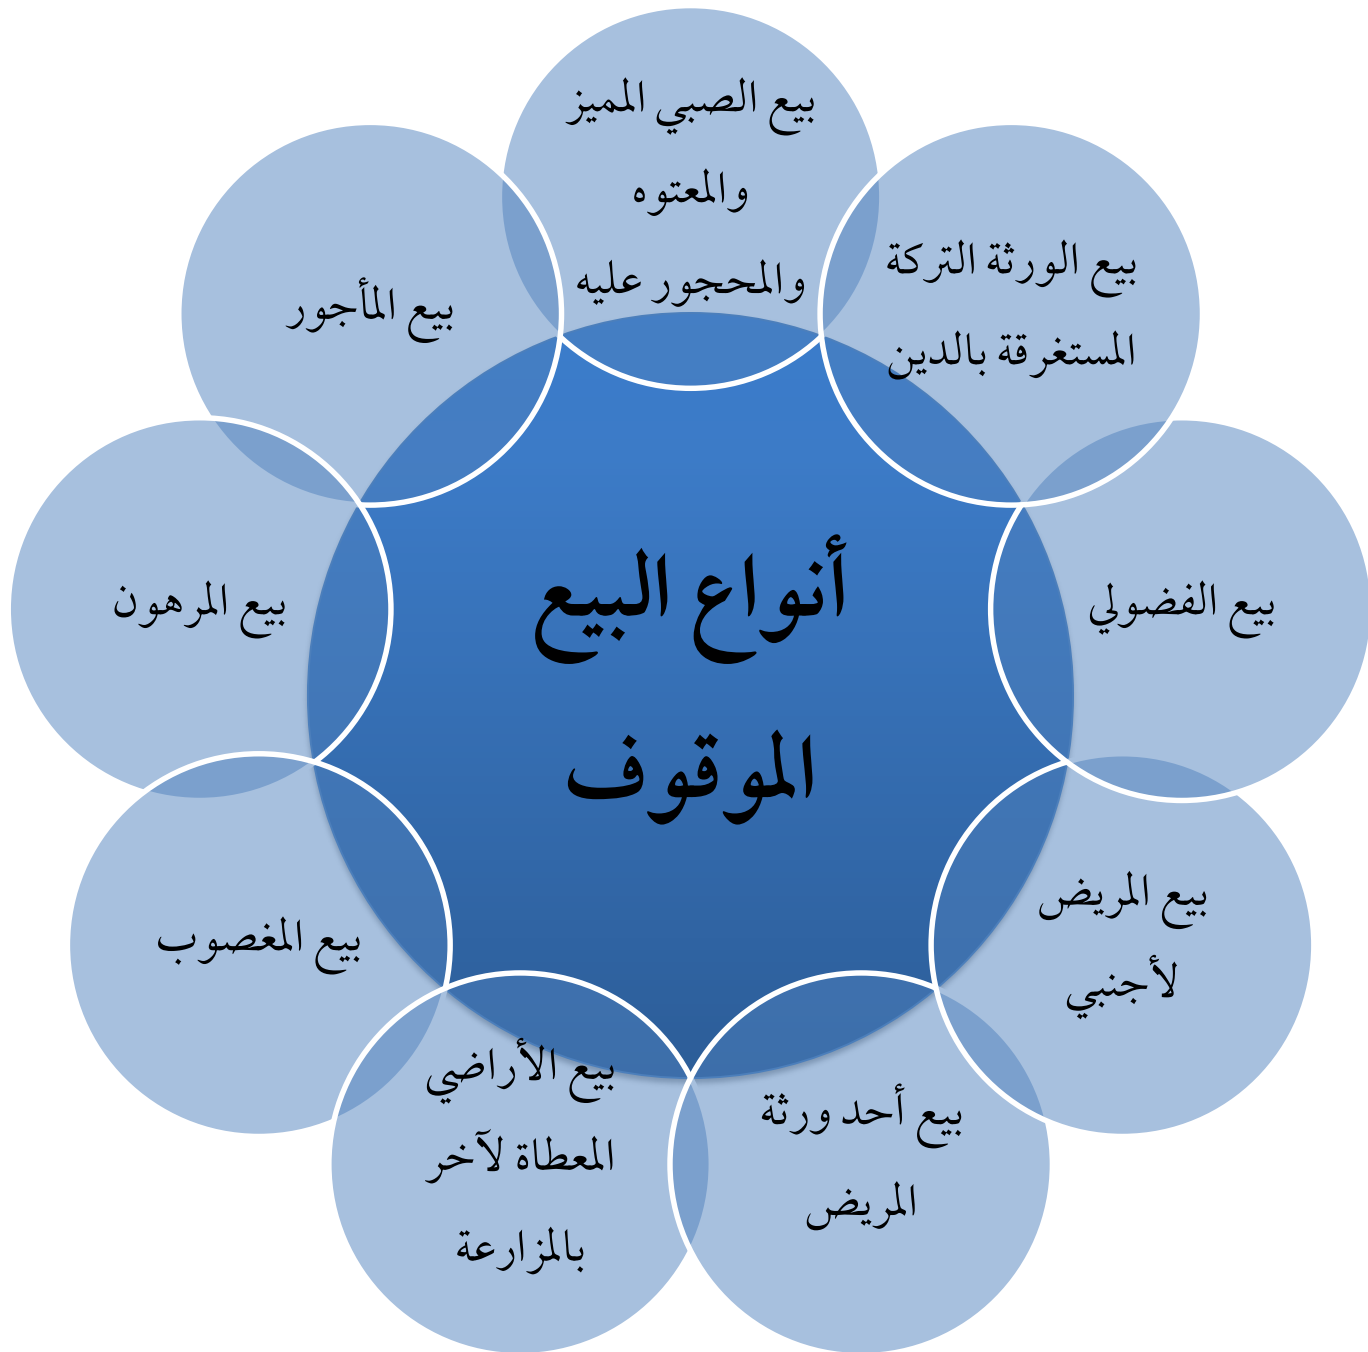 أنواع البيع
الموقوف
بيع الصبي المميز
والمعتوه
والمحجور عليه
بيع الورثة التركة
المستغرقة بالدين
بيع الفضولي
بيع المريض
لأجنبي
بيع أحد ورثة
المريض
بيع الأراضي
المعطاة لآخر
بالمزارعة
بيع المغصوب
بيع المرهون
بيع المأجور